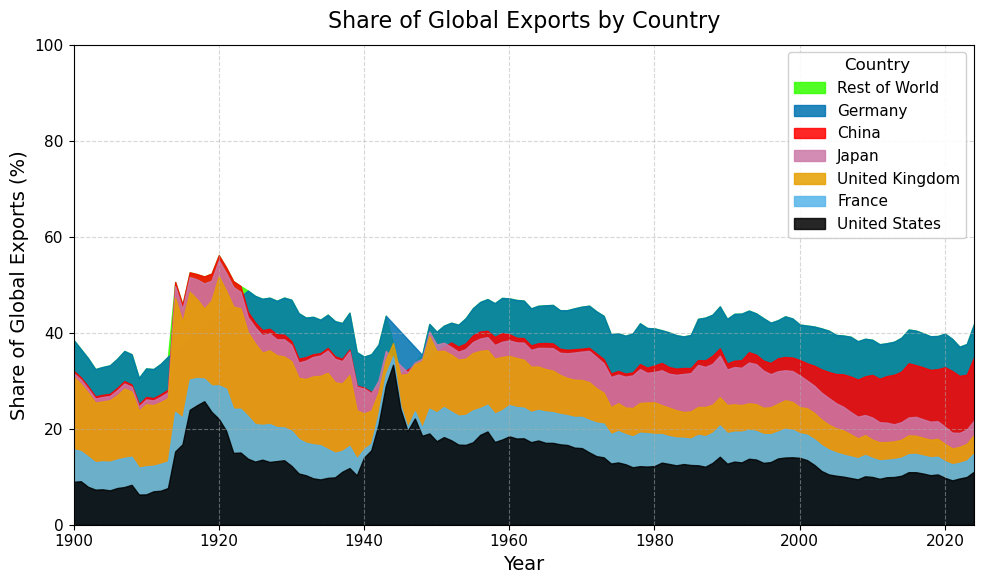 Share of Global Exports by Country
Share of Global Exports (%)
100
80
60
40
20
0
Country
Rest of World
Germany
China
Japan
United Kingdom
France
United States
1900
1920
1940
1960
1980
2000
2020
Year